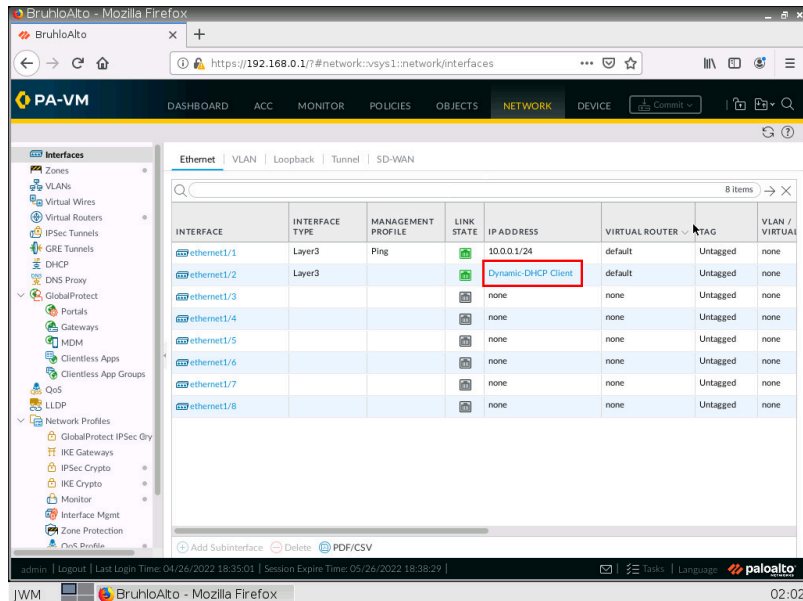 BruhloAlto - Mozilla Firefox
BruhloAlto
https://192.168.0.1/?#network::vsys1::network/interfaces
PA-VM
DASHBOARD ACC MONITOR POLICIES OBJECTS NETWORK DEVICE Commit
Interfaces
Zones
VLANs
Virtual Wires
Virtual Routers
IPSec Tunnels
GRE Tunnels
DHCP
DNS Proxy
GlobalProtect
Portals
Gateways
MDM
Clientless Apps
Clientless App Groups
QoS
LLDP
Network Profiles
GlobalProtect IPSec Cry
IKE Gateways
IPSec Crypto
IKE Crypto
Monitor
Interface Mgmt
Zone Protection
QoS Profile
Ethernet | VLAN | Loopback | Tunnel | SD-WAN
8 items
INTERFACE INTERFACE TYPE MANAGEMENT PROFILE LINK STATE IP ADDRESS VIRTUAL ROUTER TAG VLAN / VIRTUAL
ethernet1/1 Layer3 Ping 10.0.0.1/24 default Untagged none
ethernet1/2 Layer3 Dynamic-DHCP Client default Untagged none
ethernet1/3 none none Untagged none
ethernet1/4 none none Untagged none
ethernet1/5 none none Untagged none
ethernet1/6 none none Untagged none
ethernet1/7 none none Untagged none
ethernet1/8 none none Untagged none
Add Subinterface Delete PDF/CSV
admin | Logout | Last Login Time: 04/26/2022 18:35:01 | Session Expire Time: 05/26/2022 18:38:29 |
Tasks | Language paloalto NETWORKS
JWM BruhloAlto - Mozilla Firefox 02:02